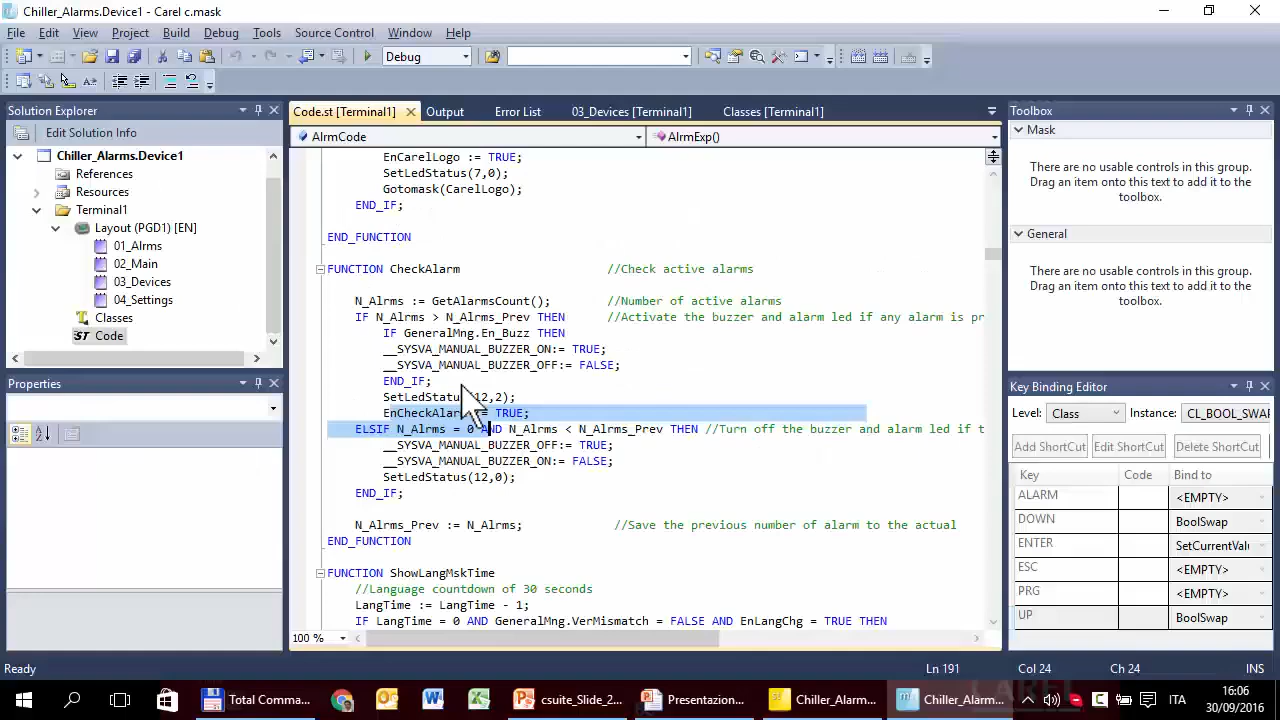 Chiller_Alarms.Device1 - Carel c.mask
File Edit View Project Build Debug Tools Source Control Window Help
Debug
Solution Explorer
Edit Solution Info
Chiller_Alarms.Device1
References
Resources
Terminal1
Layout (PGD1) [EN]
01_Alrms
02_Main
03_Devices
04_Settings
Classes
ST Code
Properties
Code.st [Terminal1] Output Error List 03_Devices [Terminal1] Classes [Terminal1]
AlrmCode AlrmExp()
EnCarelLogo := TRUE;
SetLedStatus(7,0);
Gotomask(CarelLogo);
END_IF;
END_FUNCTION
FUNCTION CheckAlarm //Check active alarms
N_Alrms := GetAlarmsCount(); //Number of active alarms
IF N_Alrms > N_Alrms_Prev THEN //Activate the buzzer and alarm led if any alarm is pr
IF GeneralMng.En_Buzz THEN
__SYSVA_MANUAL_BUZZER_ON:= TRUE;
__SYSVA_MANUAL_BUZZER_OFF:= FALSE;
END_IF;
SetLedStatus(12,2);
EnCheckAlar = TRUE;
ELSIF N_Alrms = 0 AND N_Alrms < N_Alrms_Prev THEN //Turn off the buzzer and alarm led if t
__SYSVA_MANUAL_BUZZER_OFF:= TRUE;
__SYSVA_MANUAL_BUZZER_ON:= FALSE;
SetLedStatus(12,0);
END_IF;
N_Alrms_Prev := N_Alrms; //Save the previous number of alarm to the actual
END_FUNCTION
FUNCTION ShowLangMskTime
//Language countdown of 30 seconds
LangTime := LangTime - 1;
IF LangTime = 0 AND GeneralMng.VerMismatch = FALSE AND EnLangChg = TRUE THEN
100 %
Toolbox
Mask
There are no usable controls in this group.
Drag an item onto this text to add it to the
toolbox.
General
There are no usable controls in this group.
Drag an item onto this text to add it to the
toolbox.
Key Binding Editor
Level: Class Instance: CL_BOOL_SWA
Add ShortCut Edit ShortCut Delete ShortCut
Key Code Bind to
ALARM <EMPTY>
DOWN BoolSwap
ENTER SetCurrentValu
ESC <EMPTY>
PRG <EMPTY>
UP BoolSwap
Ready Ln 191 Col 24 Ch 24 INS
Total Comma... csuite_Slide_2... Presentazion... Chiller_Alarm... Chiller_Alarm... ITA 16:06
30/09/2016